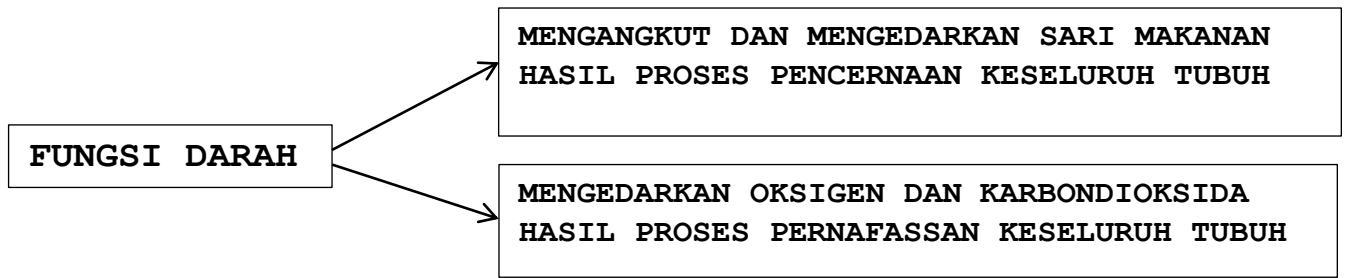 MENGANGKUT DAN MENGEDARKAN SARI MAKANAN
HASIL PROSES PENCERNAAN KESELURUH TUBUH
FUNGSI DARAH
MENGEDARKAN OKSIGEN DAN KARBONDIOKSIDA
HASIL PROSES PERNAFASSAN KESELURUH TUBUH